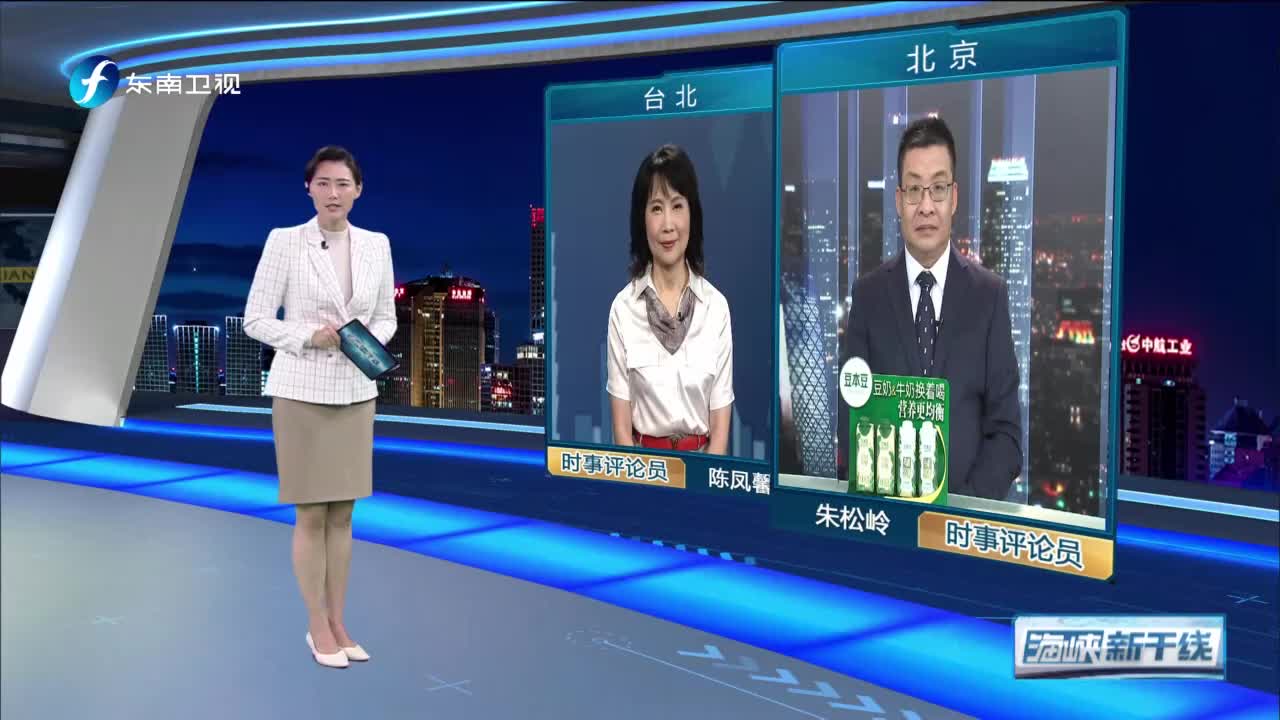 东南卫视
台北
北京
IAN
中航工业
豆本豆
豆奶&牛奶换着喝
营养更均衡
时事评论员
陈凤馨
朱松岭
时事评论员
海峡新干线